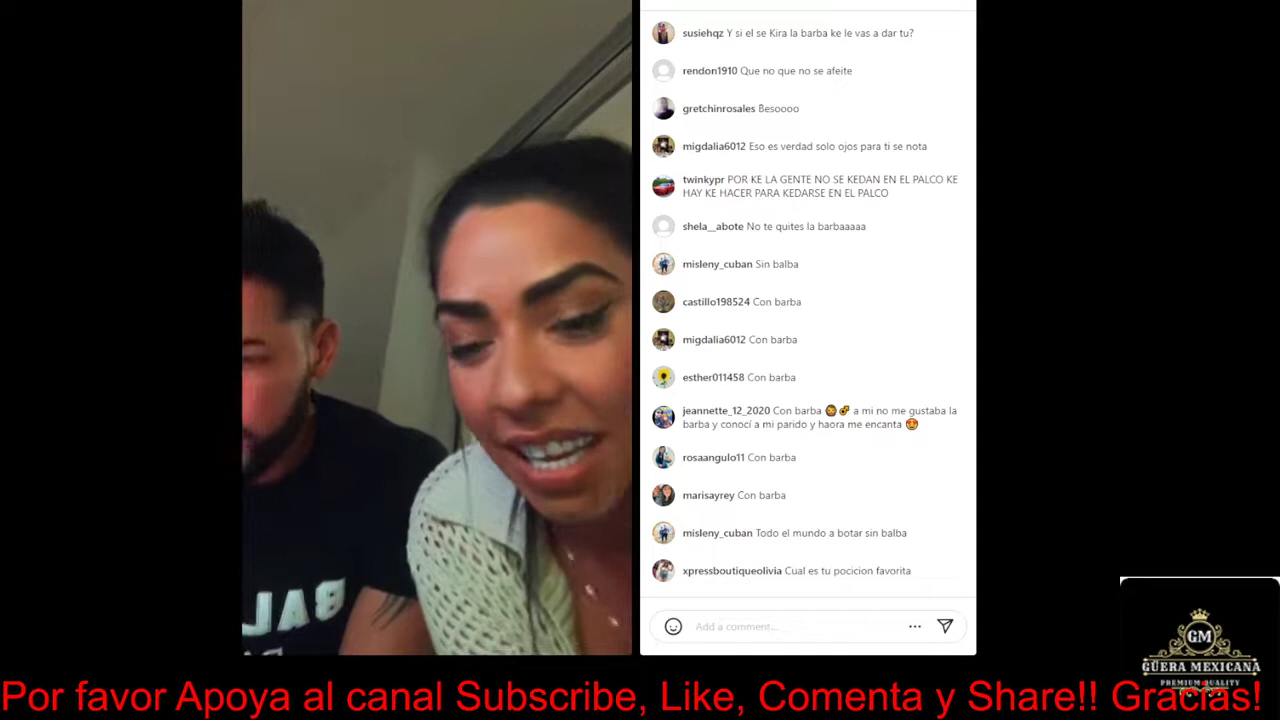 susiehqz Y si el se Kira la barba ke le vas a dar tu?
rendon1910 Que no que no se afeite
gretchinrosales Besoooo
migdalia6012 Eso es verdad solo ojos para ti se nota
twinkypr POR KE LA GENTE NO SE KEDAN EN EL PALCO KE
HAY KE HACER PARA KEDARSE EN EL PALCO
shela__abote No te quites la barbaaaaa
misleny_cuban Sin balba
castillo198524 Con barba
migdalia6012 Con barba
esther011458 Con barba
jeannette_12_2020 Con barba 🧔🎺 a mi no me gustaba la
barba y conocí a mi parido y haora me encanta 😍
rosaangulo11 Con barba
marisayrey Con barba
misleny_cuban Todo el mundo a botar sin balba
xpressboutiqueolivia Cual es tu pocicion favorita
Add a comment...
BAL
GM
GÜERA MEXICANA
PREMIUM QUALITY
Por favor Apoya al canal Subscribe, Like, Comenta y Share!! Gracias!